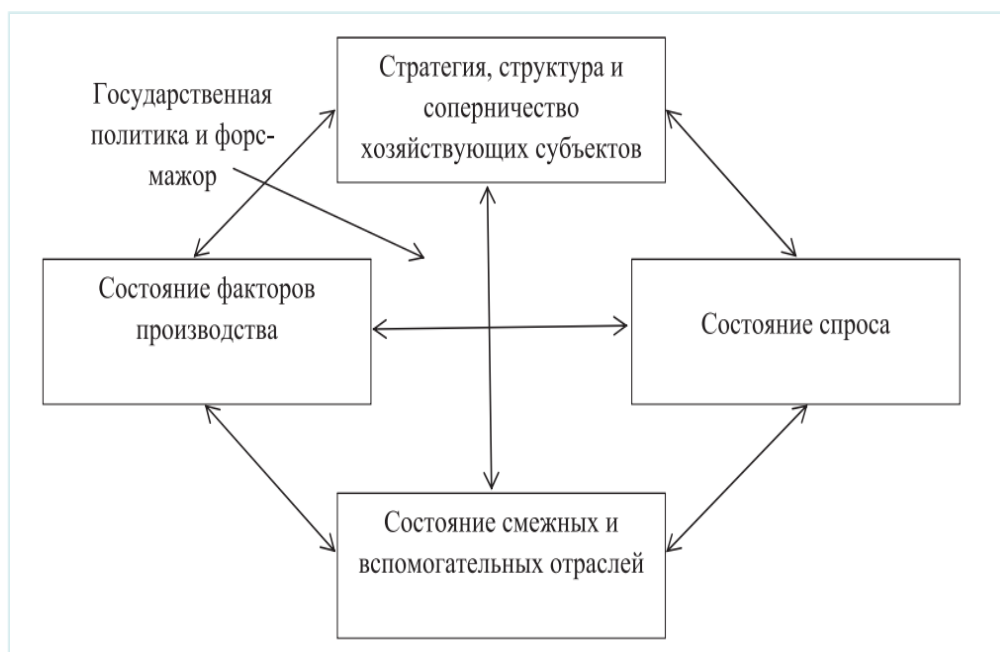 Стратегия, структура и
соперничество
хозяйствующих субъектов
Государственная
политика и форс-
мажор
Состояние факторов
производства
Состояние спроса
Состояние смежных и
вспомогательных отраслей